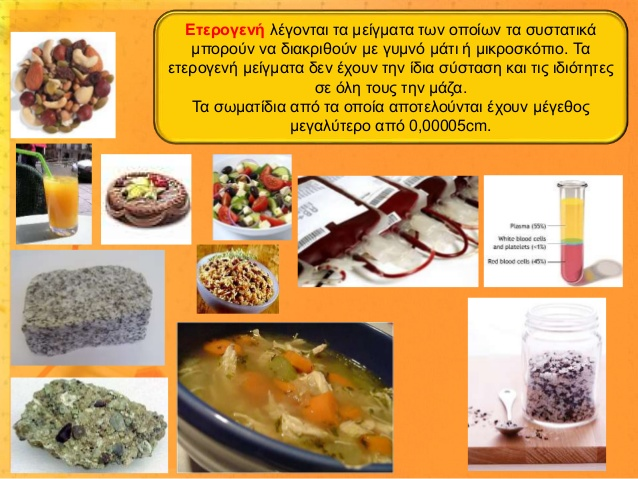 Ετερογενή λέγονται τα μείγματα των οποίων τα συστατικά
μπορούν να διακριθούν με γυμνό μάτι ή μικροσκόπιο. Τα
ετερογενή μείγματα δεν έχουν την ίδια σύσταση και τις ιδιότητες
σε όλη τους την μάζα.
Τα σωματίδια από τα οποία αποτελούνται έχουν μέγεθος
μεγαλύτερο από 0,00005cm.
Plasma (55%)
White blood cells
and platelets (<1%)
Red blood cells (45%)